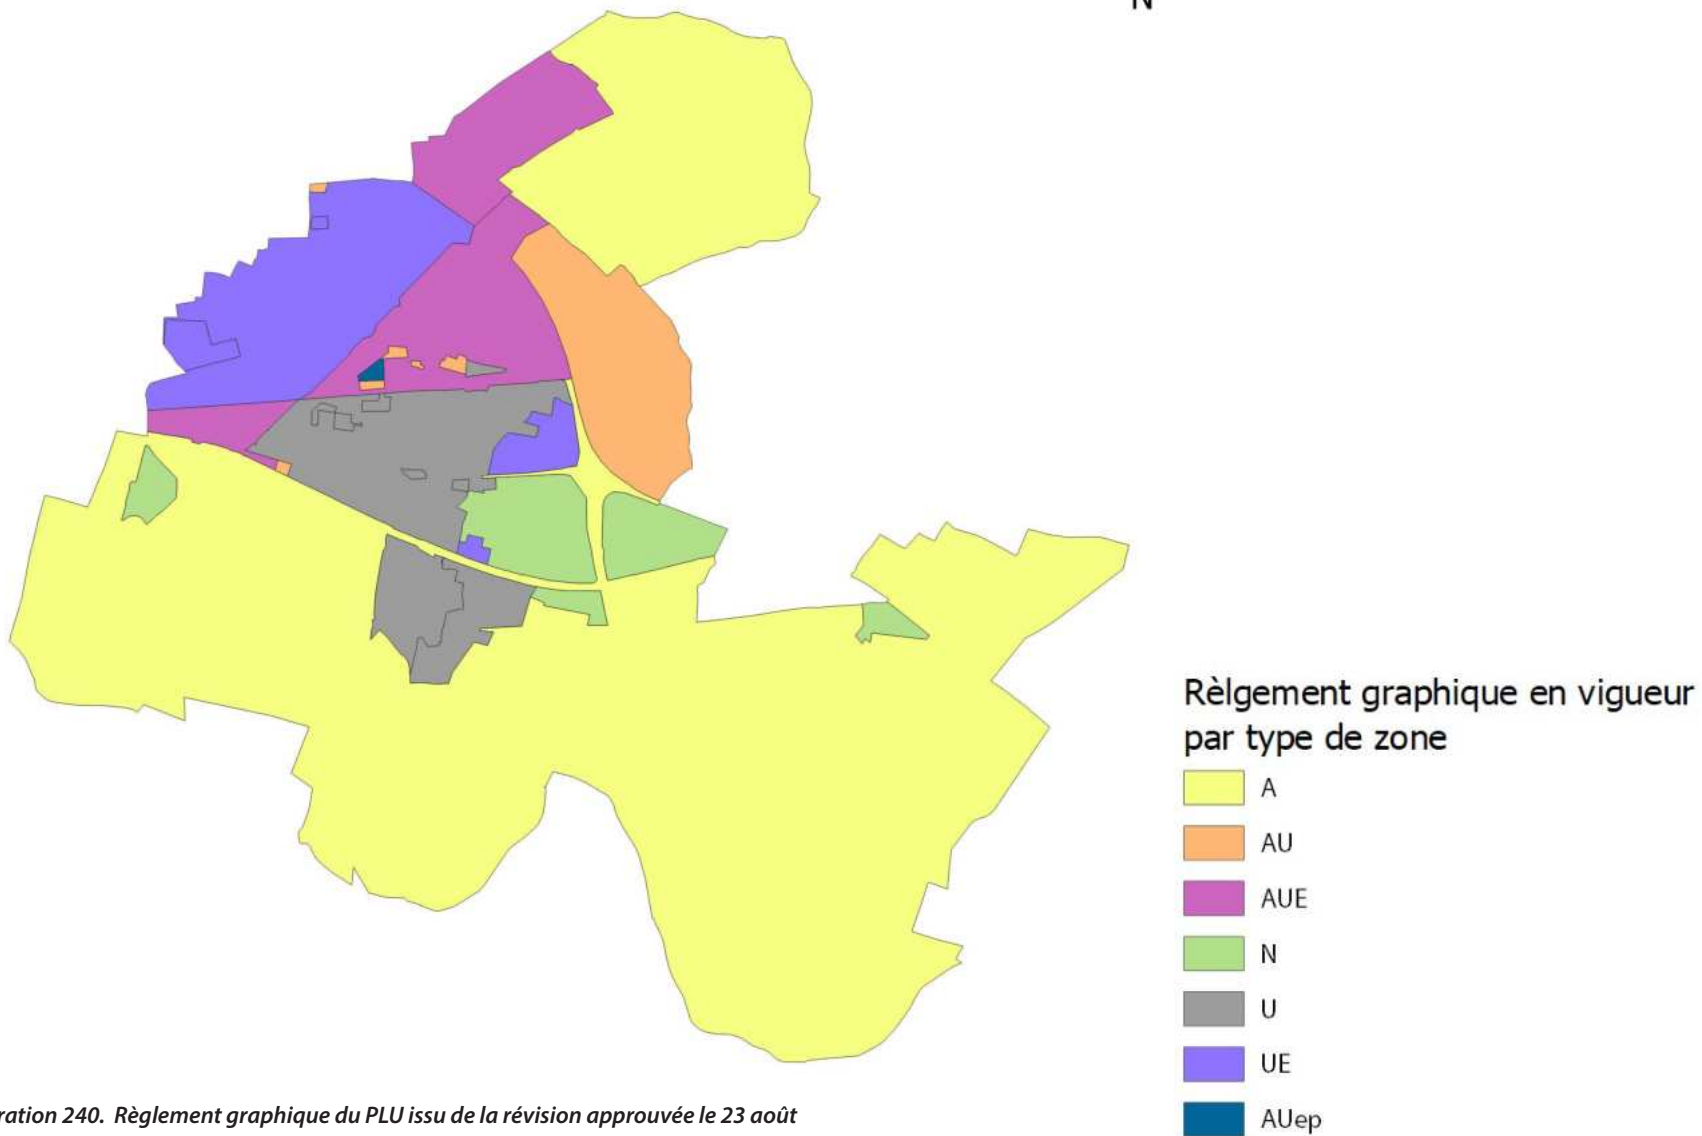 N
Rèlgement graphique en vigueur
par type de zone
A
AU
AUE
N
U
UE
AUep
ration 240. Règlement graphique du PLU issu de la révision approuvée le 23 août